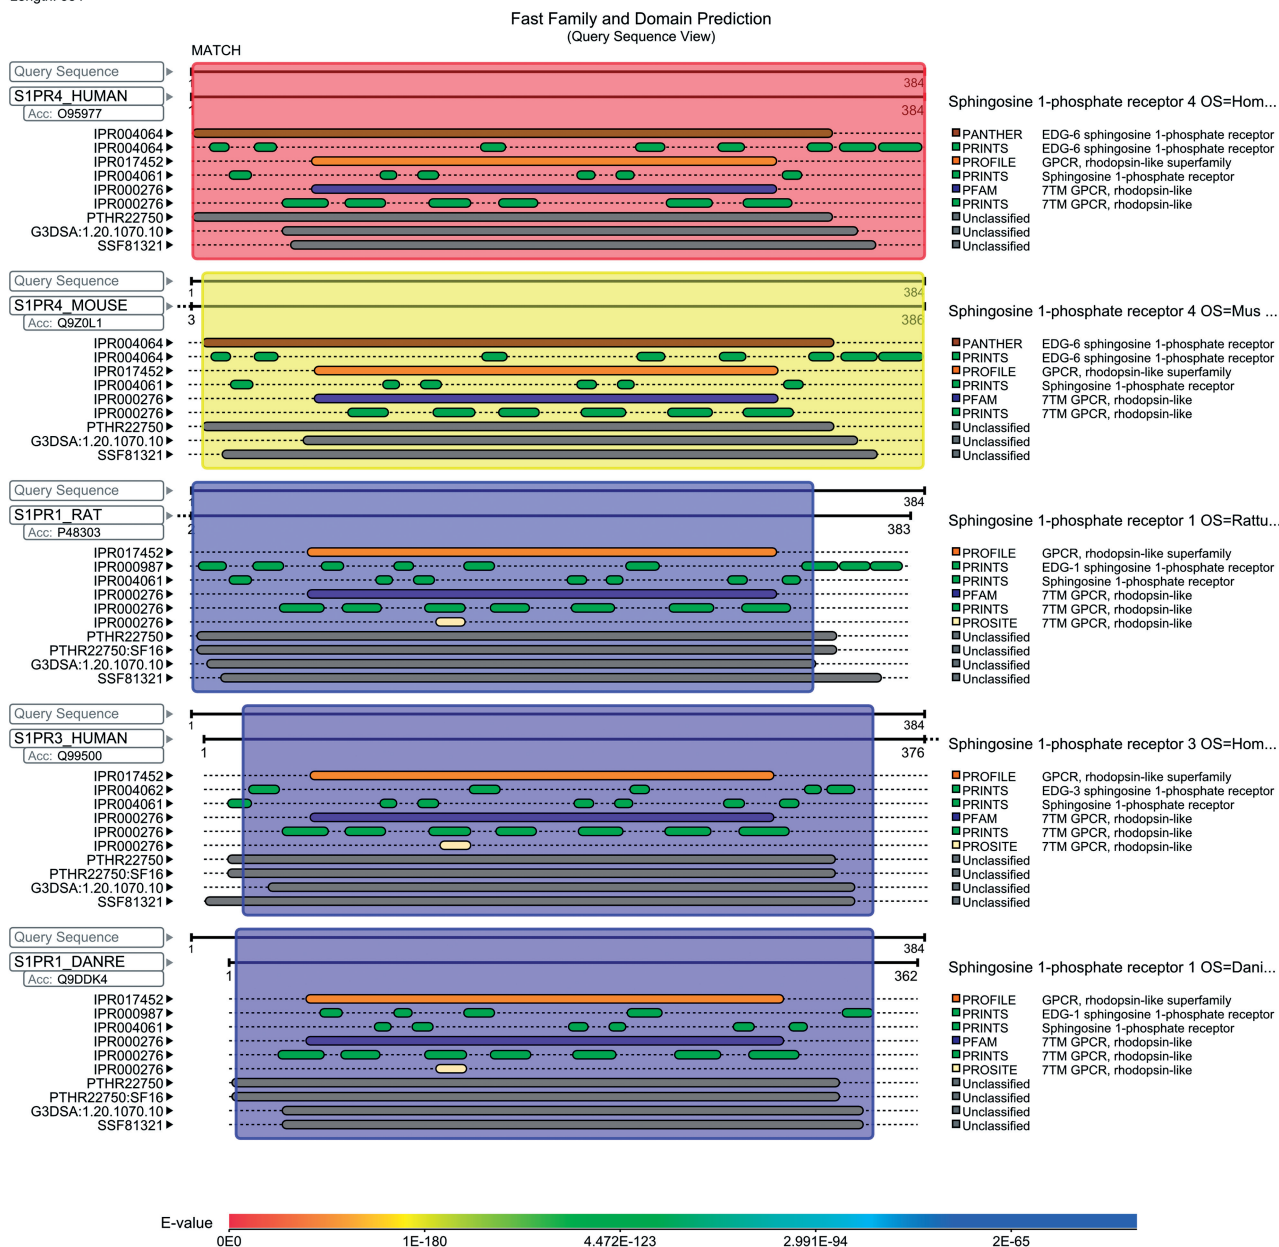 Fast Family and Domain Prediction
(Query Sequence View)
MATCH
Query Sequence
1 384
S1PR4_HUMAN
384
Sphingosine 1-phosphate receptor 4 OS=Hom...
Acc: O95977
IPR004064 PANTHER EDG-6 sphingosine 1-phosphate receptor
IPR004064 PRINTS EDG-6 sphingosine 1-phosphate receptor
IPR017452 PROFILE GPCR, rhodopsin-like superfamily
IPR004061 PRINTS Sphingosine 1-phosphate receptor
IPR000276 PFAM 7TM GPCR, rhodopsin-like
IPR000276 PRINTS 7TM GPCR, rhodopsin-like
PTHR22750 Unclassified
G3DSA:1.20.1070.10 Unclassified
SSF81321 Unclassified
Query Sequence
1 384
S1PR4_MOUSE
3 386
Sphingosine 1-phosphate receptor 4 OS=Mus ...
Acc: Q9Z0L1
IPR004064 PANTHER EDG-6 sphingosine 1-phosphate receptor
IPR004064 PRINTS EDG-6 sphingosine 1-phosphate receptor
IPR017452 PROFILE GPCR, rhodopsin-like superfamily
IPR004061 PRINTS Sphingosine 1-phosphate receptor
IPR000276 PFAM 7TM GPCR, rhodopsin-like
IPR000276 PRINTS 7TM GPCR, rhodopsin-like
PTHR22750 Unclassified
G3DSA:1.20.1070.10 Unclassified
SSF81321 Unclassified
Query Sequence
384
S1PR1_RAT
2 383
Sphingosine 1-phosphate receptor 1 OS=Rattu...
Acc: P48303
IPR017452 PROFILE GPCR, rhodopsin-like superfamily
IPR000987 PRINTS EDG-1 sphingosine 1-phosphate receptor
IPR004061 PRINTS Sphingosine 1-phosphate receptor
IPR000276 PFAM 7TM GPCR, rhodopsin-like
IPR000276 PRINTS 7TM GPCR, rhodopsin-like
IPR000276 PROSITE 7TM GPCR, rhodopsin-like
PTHR22750 Unclassified
PTHR22750:SF16 Unclassified
G3DSA:1.20.1070.10 Unclassified
SSF81321 Unclassified
Query Sequence
1 384
S1PR3_HUMAN
1 376
Sphingosine 1-phosphate receptor 3 OS=Hom...
Acc: Q99500
IPR017452 PROFILE GPCR, rhodopsin-like superfamily
IPR004062 PRINTS EDG-3 sphingosine 1-phosphate receptor
IPR004061 PRINTS Sphingosine 1-phosphate receptor
IPR000276 PFAM 7TM GPCR, rhodopsin-like
IPR000276 PRINTS 7TM GPCR, rhodopsin-like
IPR000276 PROSITE 7TM GPCR, rhodopsin-like
PTHR22750 Unclassified
PTHR22750:SF16 Unclassified
G3DSA:1.20.1070.10 Unclassified
SSF81321 Unclassified
Query Sequence
1 384
S1PR1_DANRE
1 362
Sphingosine 1-phosphate receptor 1 OS=Dani...
Acc: Q9DDK4
IPR017452 PROFILE GPCR, rhodopsin-like superfamily
IPR000987 PRINTS EDG-1 sphingosine 1-phosphate receptor
IPR004061 PRINTS Sphingosine 1-phosphate receptor
IPR000276 PFAM 7TM GPCR, rhodopsin-like
IPR000276 PRINTS 7TM GPCR, rhodopsin-like
IPR000276 PROSITE 7TM GPCR, rhodopsin-like
PTHR22750 Unclassified
PTHR22750:SF16 Unclassified
G3DSA:1.20.1070.10 Unclassified
SSF81321 Unclassified
E-value
0E0 1E-180 4.472E-123 2.991E-94 2E-65